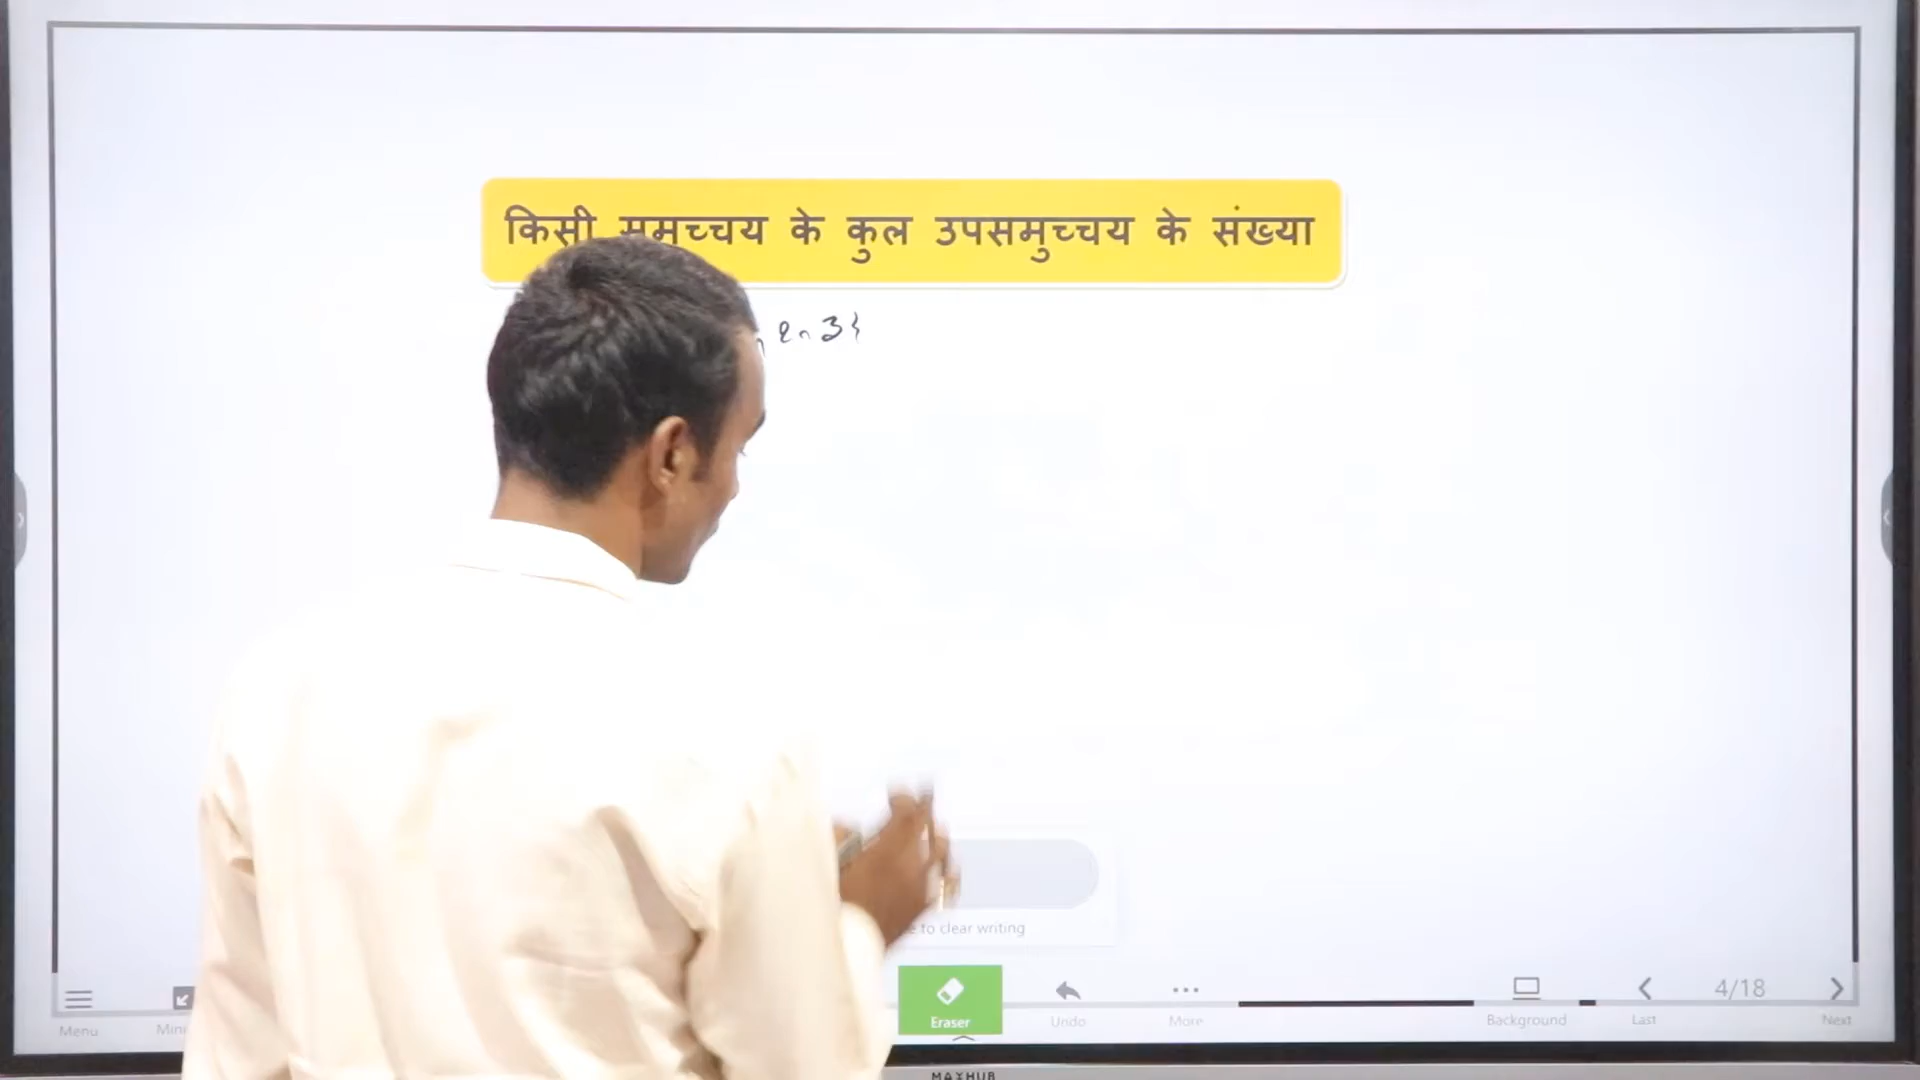 किसी समुच्चय के कुल उपसमुच्चय के संख्या
, 2, 3}
to clear writing
Menu
Eraser
Undo
More
Background
Last
4/18
Next
MAXHUB